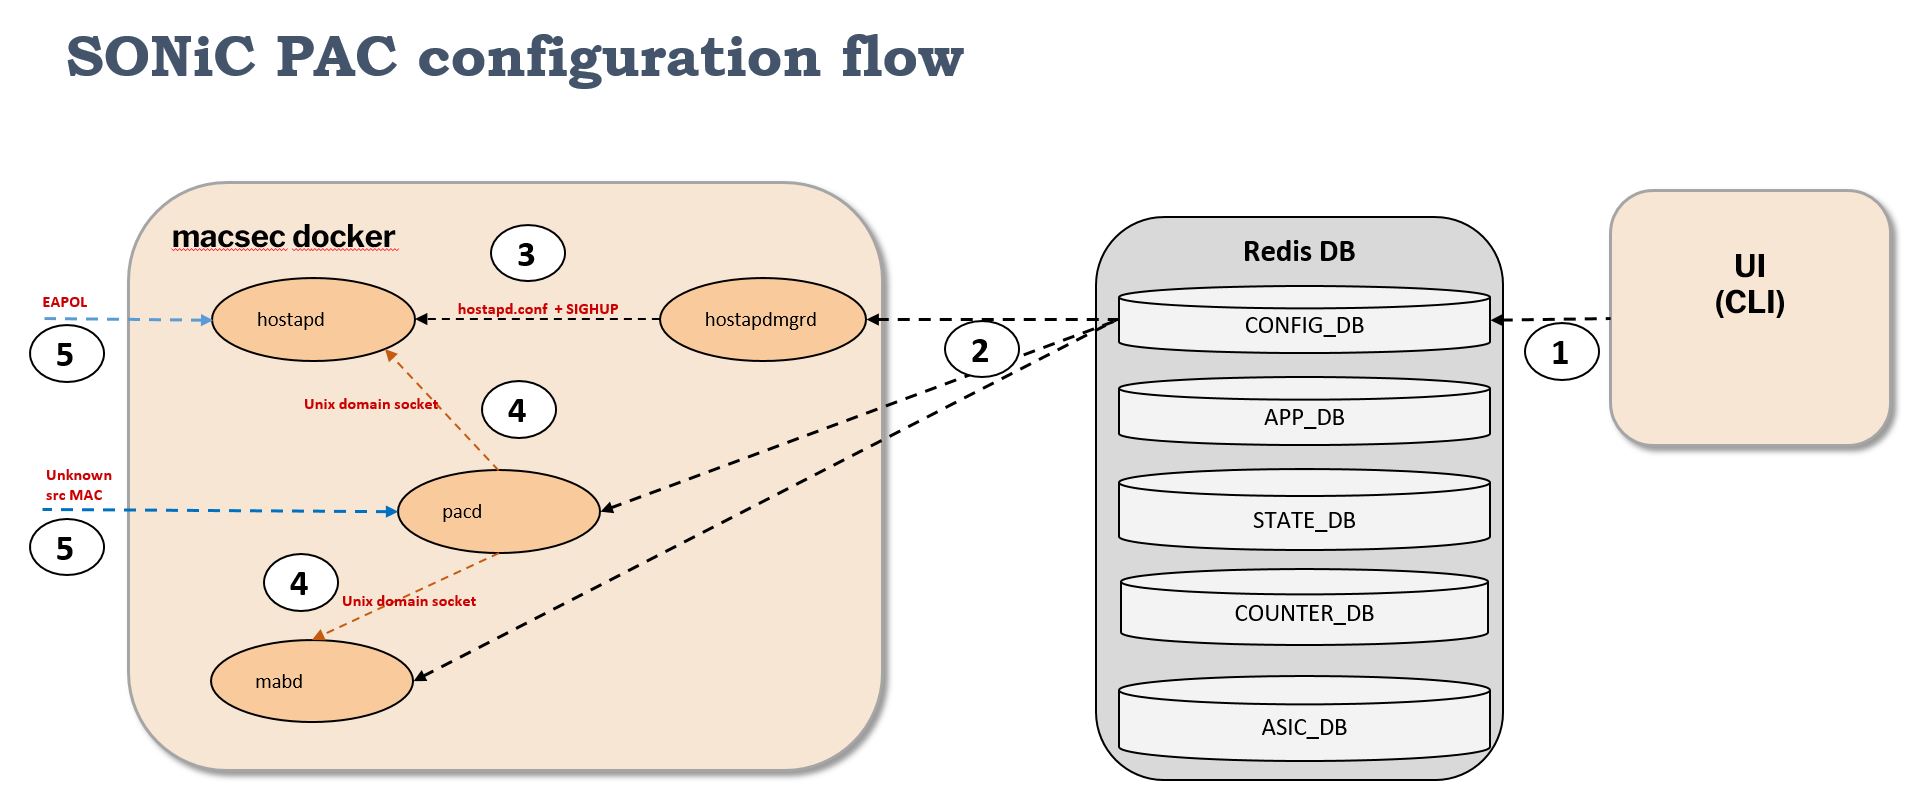 SONiC PAC configuration flow
macsec docker
3
EAPOL
hostapd
hostapd.conf + SIGHUP
hostapdmgrd
5
Unix domain socket
4
Unknown
src MAC
pacd
5
4
Unix domain socket
mabd
2
Redis DB
CONFIG_DB
APP_DB
STATE_DB
COUNTER_DB
ASIC_DB
1
UI
(CLI)